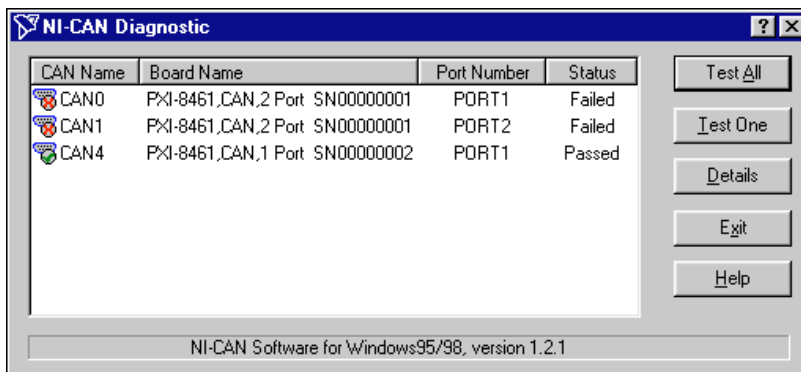 NI-CAN Diagnostic
CAN Name Board Name Port Number Status
CAN0 PXI-8461,CAN,2 Port SN00000001 PORT1 Failed
CAN1 PXI-8461,CAN,2 Port SN00000001 PORT2 Failed
CAN4 PXI-8461,CAN,1 Port SN00000002 PORT1 Passed
Test All
Test One
Details
Exit
Help
NI-CAN Software for Windows95/98, version 1.2.1